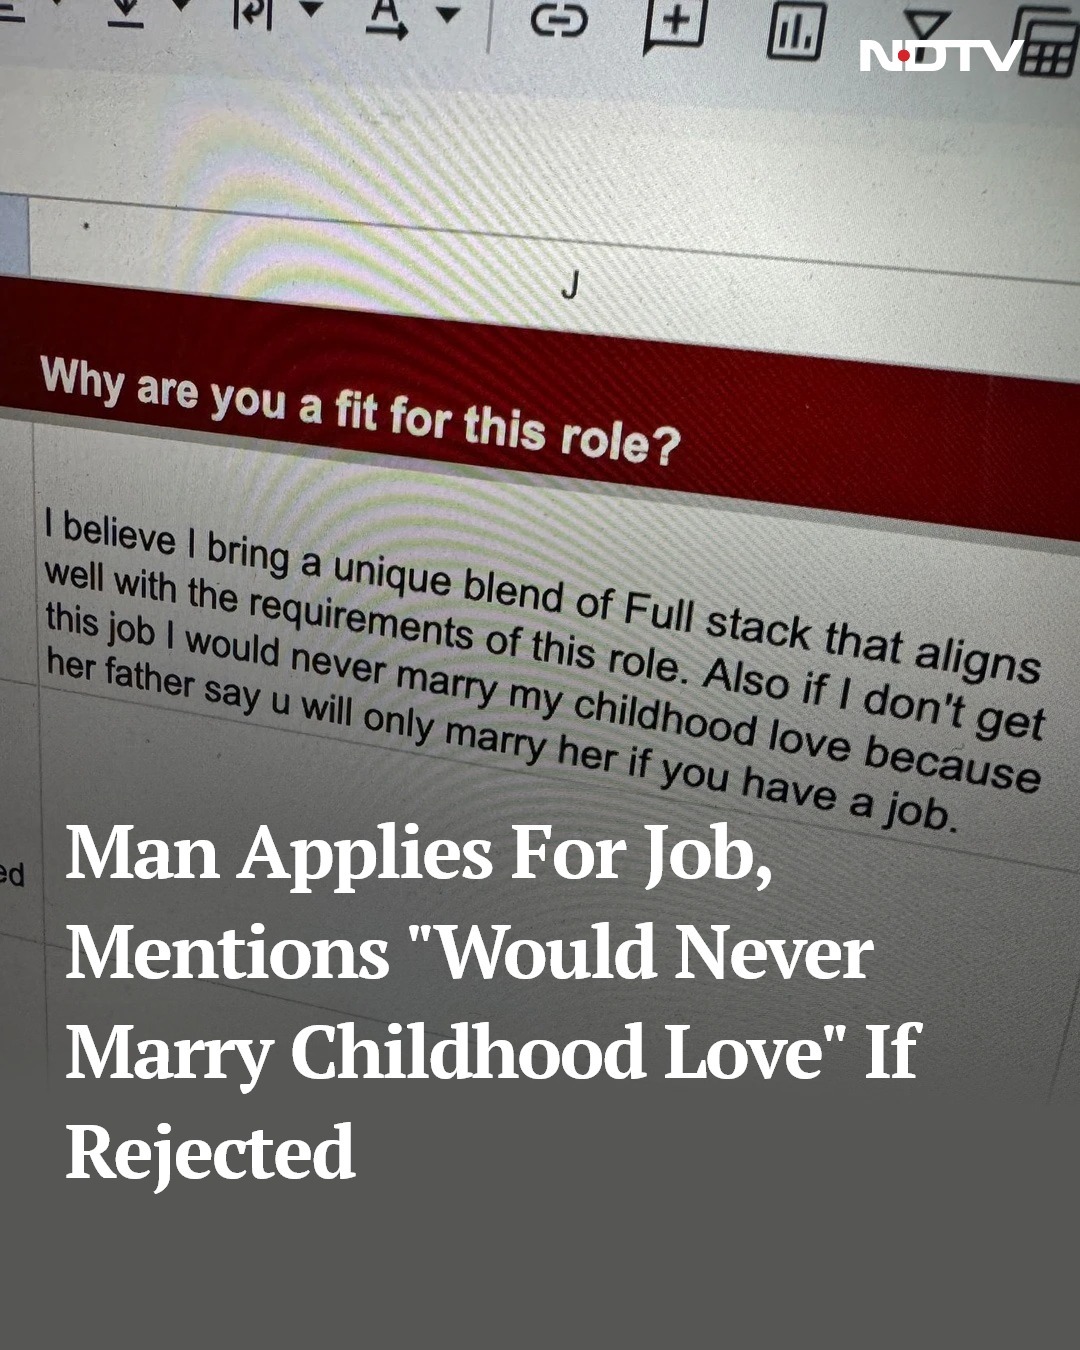 NDTV
J
Why are you a fit for this role?
I believe I bring a unique blend of Full stack that aligns
well with the requirements of this role. Also if I don't get
this job I would never marry my childhood love because
her father say u will only marry her if you have a job.
ed
Man Applies For Job,
Mentions "Would Never
Marry Childhood Love" If
Rejected